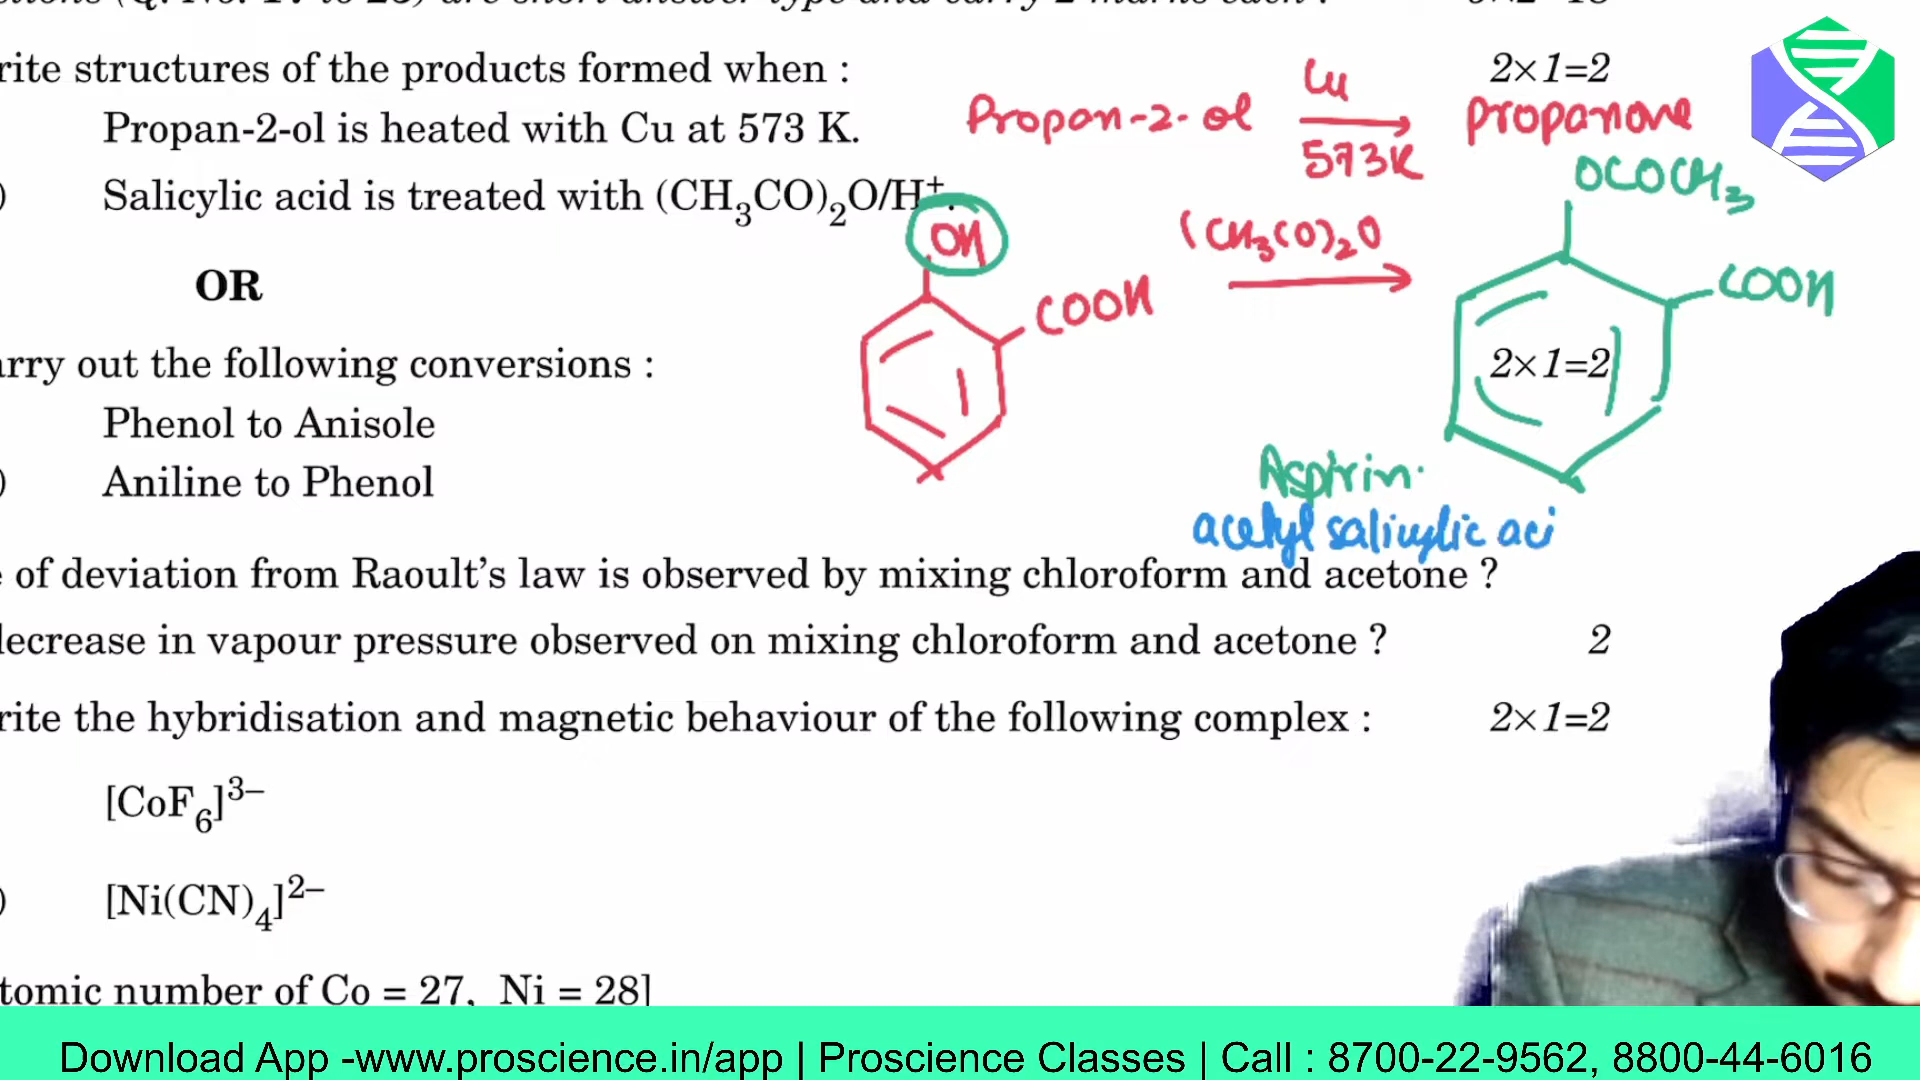 rite structures of the products formed when : 2×1=2
Propan-2-ol is heated with Cu at 573 K.
Propan-2-ol Cu 573K propanone
) Salicylic acid is treated with (CH₃CO)₂O/H⁺.
OH COOH (CH₃CO)₂O OCOCH₃ COOH
OR
arry out the following conversions : 2×1=2
Phenol to Anisole
) Aniline to Phenol
Aspirin.
acetyl salicylic aci
of deviation from Raoult’s law is observed by mixing chloroform and acetone ?
decrease in vapour pressure observed on mixing chloroform and acetone ? 2
rite the hybridisation and magnetic behaviour of the following complex : 2×1=2
[CoF₆]³⁻
) [Ni(CN)₄]²⁻
tomic number of Co = 27, Ni = 28]
Download App -www.proscience.in/app | Proscience Classes | Call : 8700-22-9562, 8800-44-6016